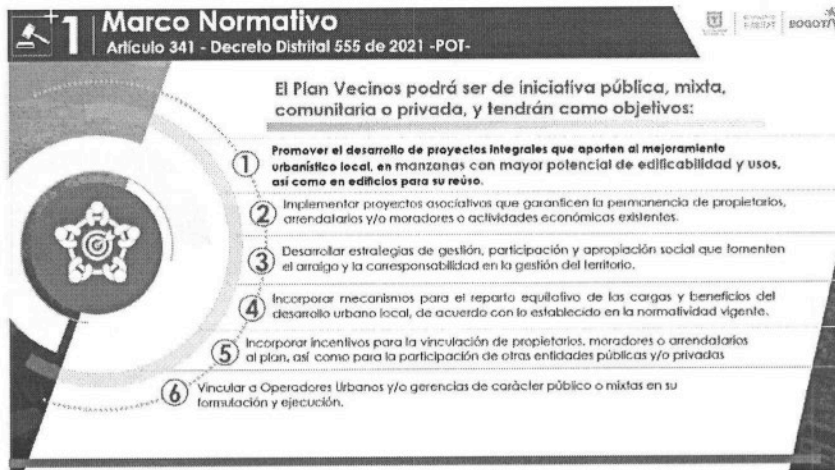 1 Marco Normativo
Artículo 341 - Decreto Distrital 555 de 2021 -POT-
BOGOTÁ
El Plan Vecinos podrá ser de iniciativa pública, mixta,
comunitaria o privada, y tendrán como objetivos:
1 Promover el desarrollo de proyectos integrales que aporten al mejoramiento
urbanístico local, en manzanas con mayor potencial de edificabilidad y usos,
así como en edificios para su reúso.
2 Implementar proyectos asociativos que garanticen la permanencia de propietarios,
arrendatarios y/o moradores o actividades económicas existentes.
3 Desarrollar estrategias de gestión, participación y apropiación social que fomenten
el arraigo y la corresponsabilidad en la gestión del territorio.
4 Incorporar mecanismos para el reparto equitativo de las cargas y beneficios del
desarrollo urbano local, de acuerdo con lo establecido en la normatividad vigente.
5 Incorporar incentivos para la vinculación de propietarios, moradores o arrendatarios
al plan, así como para la participación de otras entidades públicas y/o privadas
6 Vincular a Operadores Urbanos y/o gerencias de carácter público o mixtas en su
formulación y ejecución.